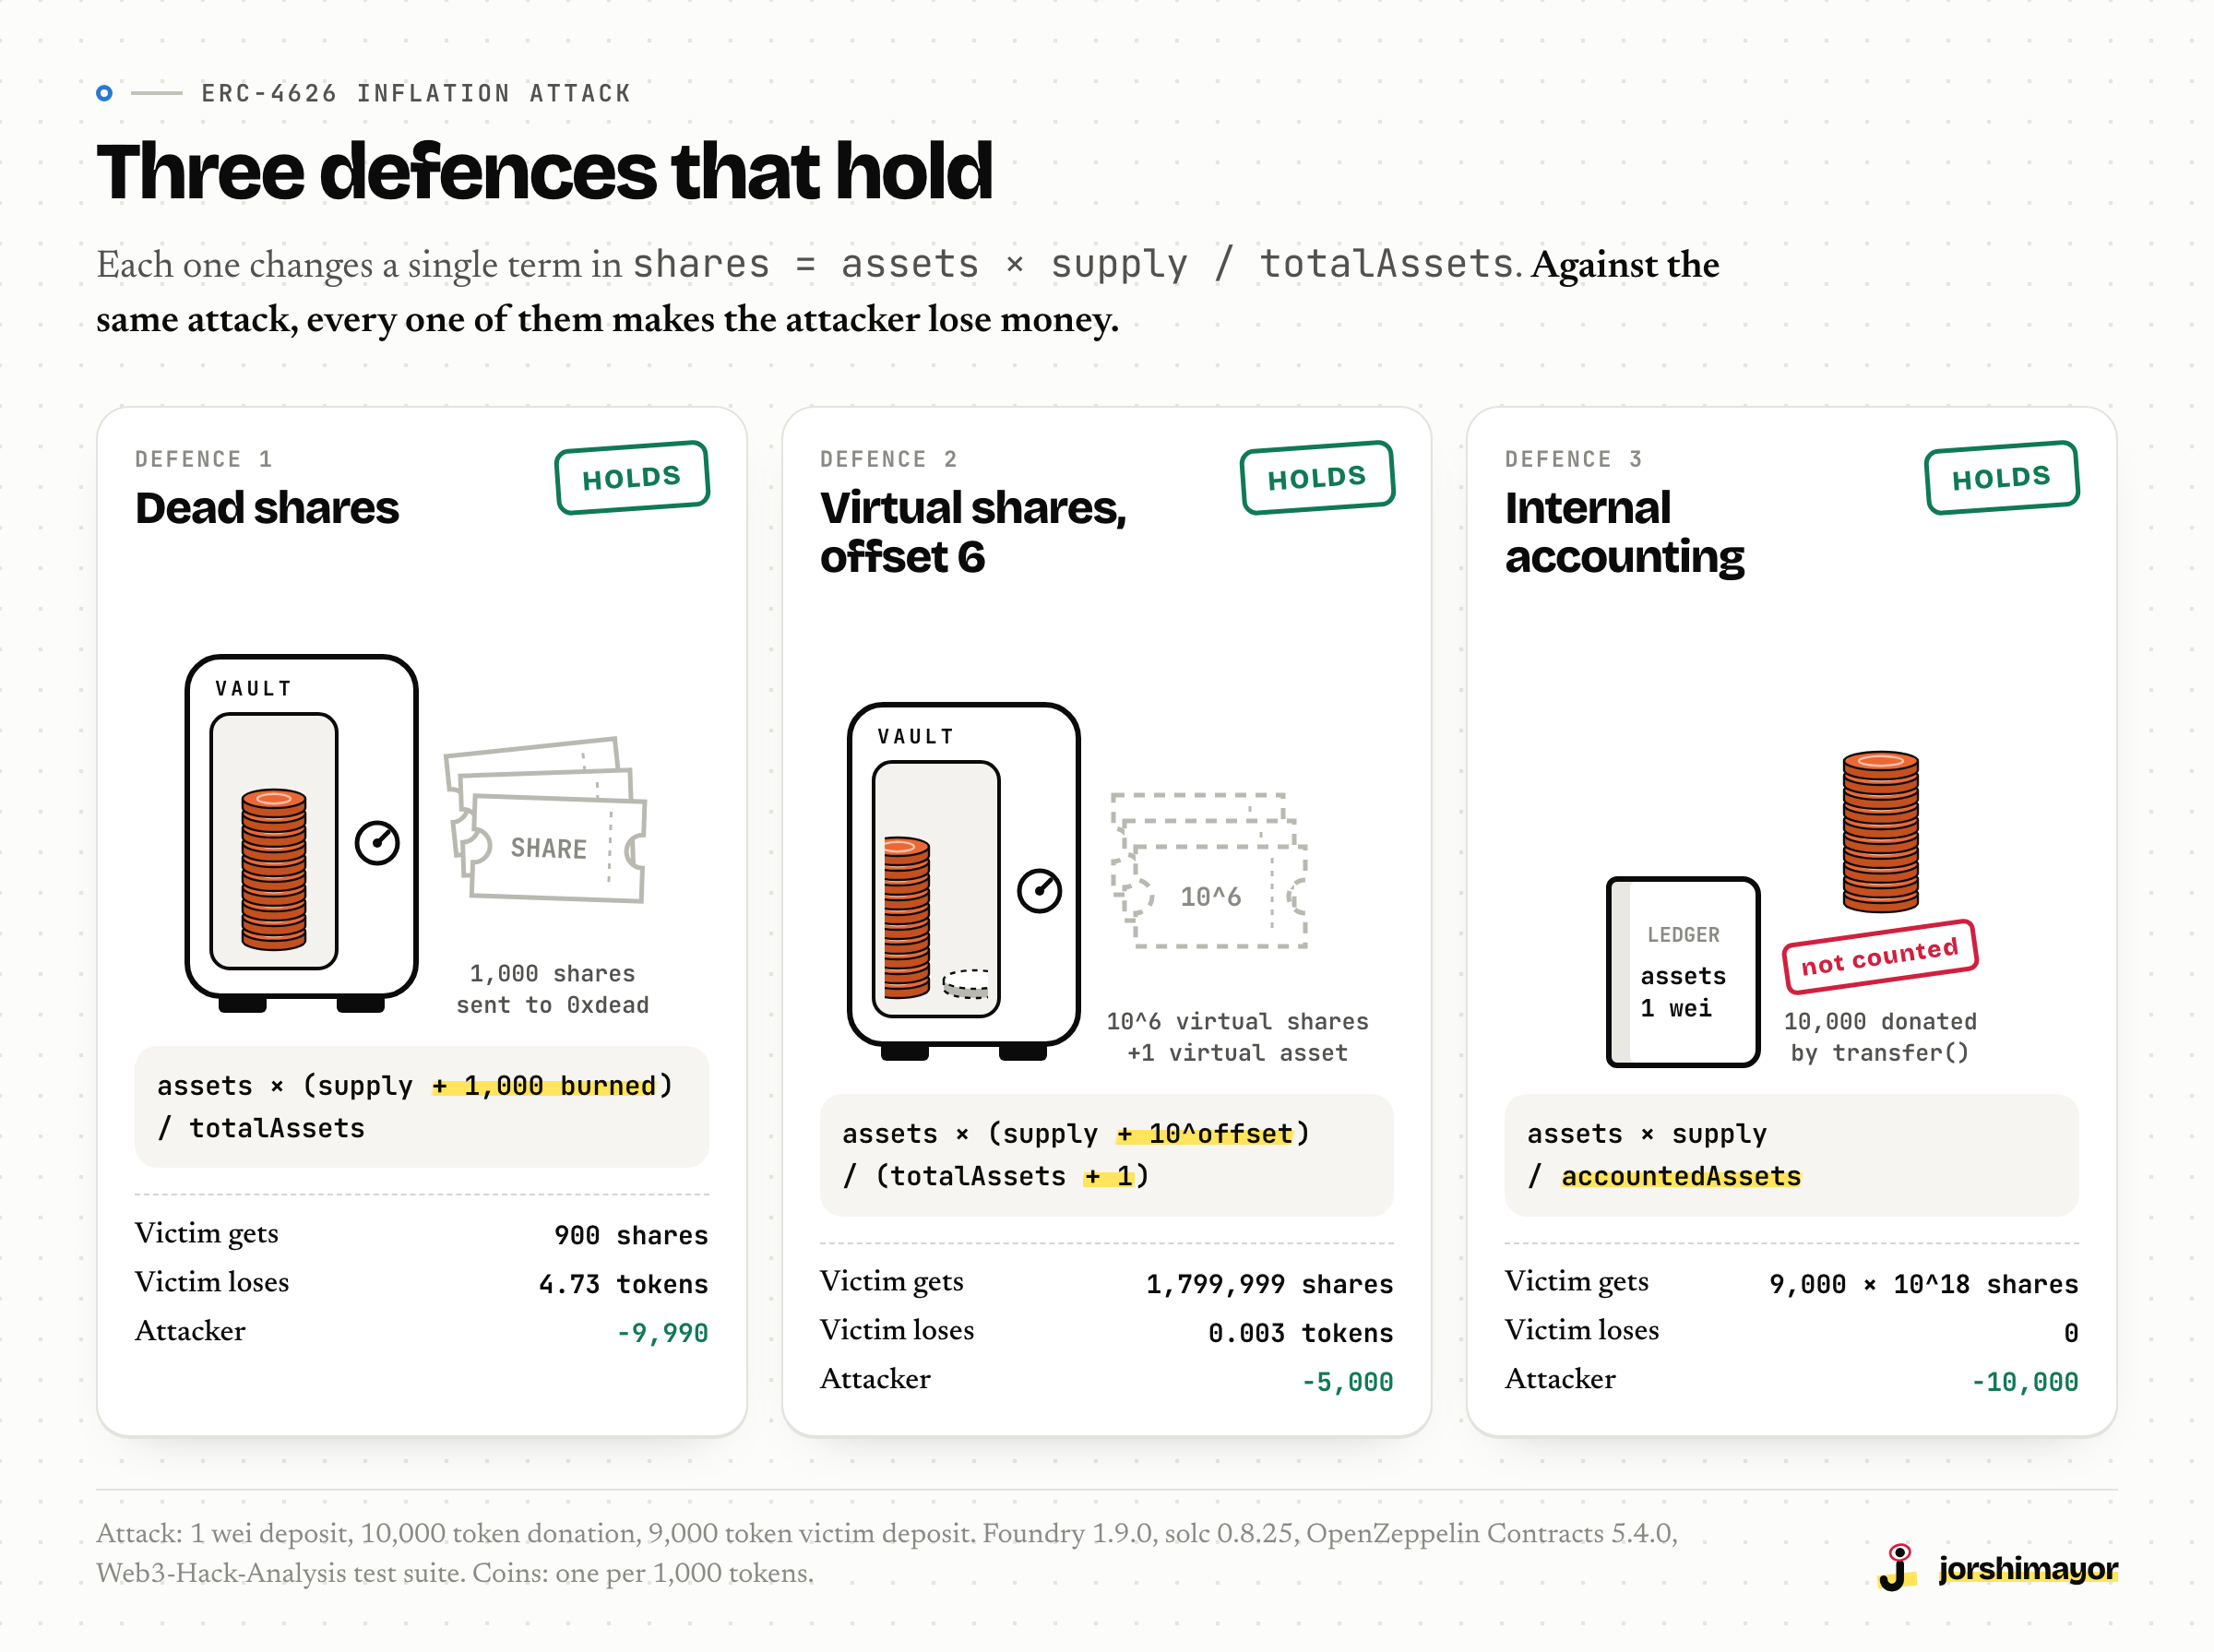 ERC-4626 INFLATION ATTACK
Three defences that hold
Each one changes a single term in shares = assets × supply / totalAssets. Against the
same attack, every one of them makes the attacker lose money.
DEFENCE 1
HOLDS
Dead shares
VAULT
SHARE
1,000 shares
sent to 0xdead
assets × (supply + 1,000 burned)
/ totalAssets
Victim gets 900 shares
Victim loses 4.73 tokens
Attacker -9,990
DEFENCE 2
HOLDS
Virtual shares,
offset 6
VAULT
10^6
10^6 virtual shares
+1 virtual asset
assets × (supply + 10^offset)
/ (totalAssets + 1)
Victim gets 1,799,999 shares
Victim loses 0.003 tokens
Attacker -5,000
DEFENCE 3
HOLDS
Internal
accounting
LEDGER
assets
1 wei
not counted
10,000 donated
by transfer()
assets × supply
/ accountedAssets
Victim gets 9,000 × 10^18 shares
Victim loses 0
Attacker -10,000
Attack: 1 wei deposit, 10,000 token donation, 9,000 token victim deposit. Foundry 1.9.0, solc 0.8.25, OpenZeppelin Contracts 5.4.0,
Web3-Hack-Analysis test suite. Coins: one per 1,000 tokens.
jorshimayor